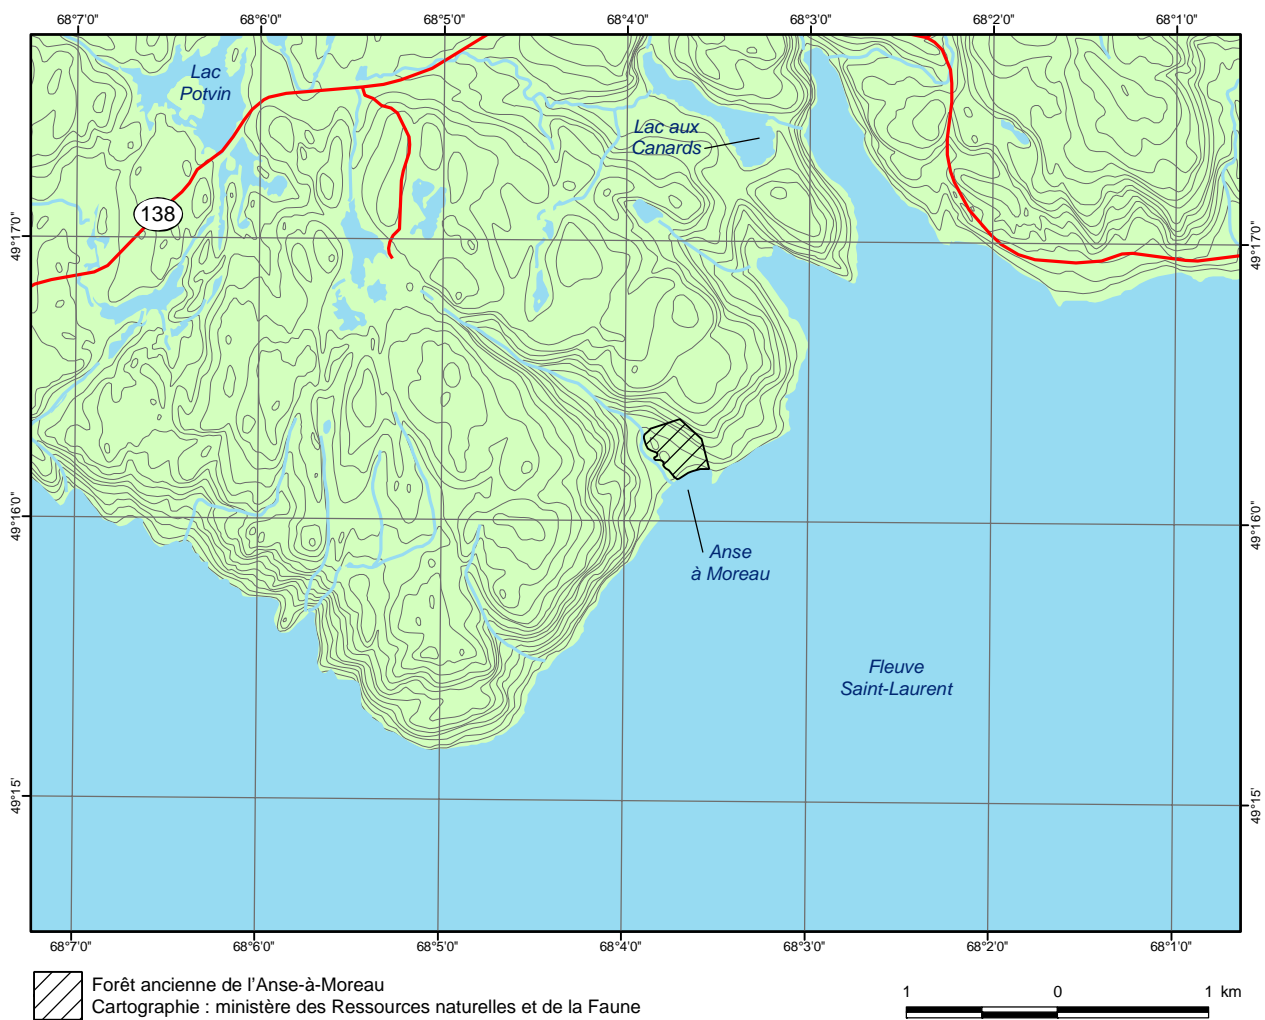 68°7'0"
68°6'0"
68°5'0"
68°4'0"
68°3'0"
68°2'0"
68°1'0"
Lac
Potvin
Lac aux
Canards
138
49°17'0"
49°17'0"
49°16'0"
49°16'0"
Anse
à Moreau
Fleuve
Saint-Laurent
49°15'
49°15'
68°7'0"
68°6'0"
68°5'0"
68°4'0"
68°3'0"
68°2'0"
68°1'0"
Forêt ancienne de l'Anse-à-Moreau
Cartographie : ministère des Ressources naturelles et de la Faune
1 0 1 km